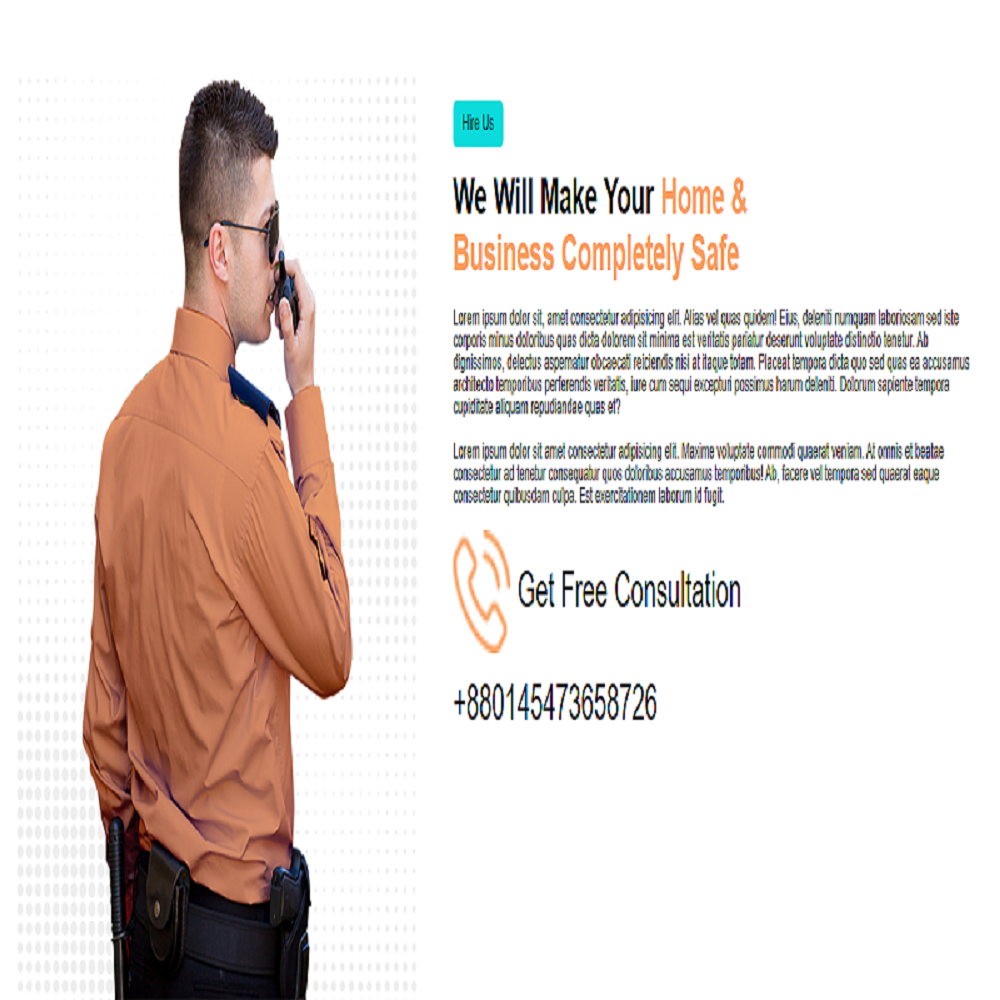 Hire Us
We Will Make Your Home &
Business Completely Safe
Lorem ipsum dolor sit, amet consectetur adipisicing elit. Alias vel quas quidem! Eius, deleniti numquam laboriosam sed iste
corporis minus doloribus quas dicta dolorem sit minima est veritatis pariatur deserunt voluptate distinctio tenetur. Ab
dignissimos, delectus aspernatur obcaecati reiciendis nisi at itaque totam. Placeat tempora dicta quo sed quas ea accusamus
architecto temporibus perferendis veritatis, iure cum sequi excepturi possimus harum deleniti. Dolorum sapiente tempora
cupiditate aliquam repudiandae quas et?
Lorem ipsum dolor sit amet consectetur adipisicing elit. Maxime voluptate commodi quaerat veniam. At omnis et beatae
consectetur ad tenetur consequatur quos doloribus accusamus temporibus! Ab, facere vel tempora sed quaerat eaque
consectetur quibusdam culpa. Est exercitationem laborum id fugit.
Get Free Consultation
+880145473658726